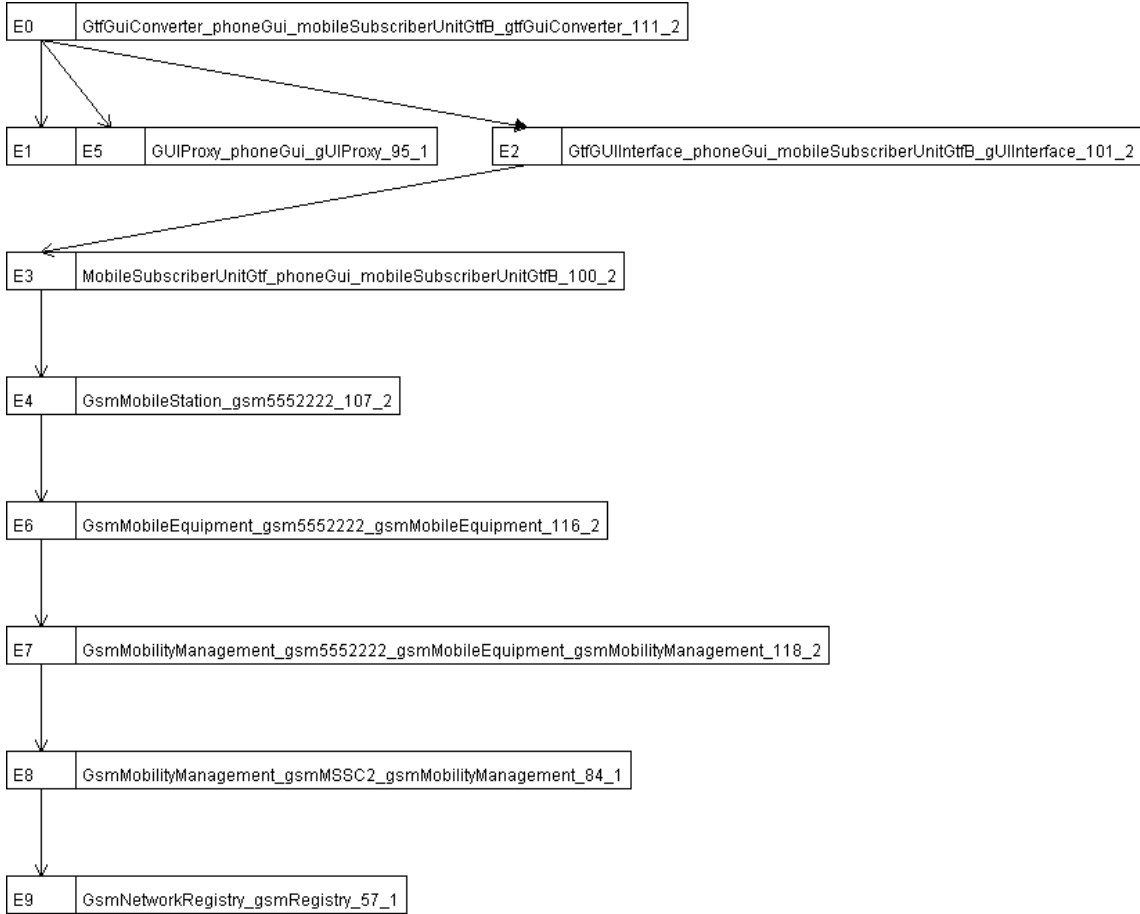 E0 GtfGuiConverter_phoneGui_mobileSubscriberUnitGtfB_gtfGuiConverter_111_2
E1 E5 GUIProxy_phoneGui_gUIProxy_95_1 E2 GtfGUIInterface_phoneGui_mobileSubscriberUnitGtfB_gUIInterface_101_2
E3 MobileSubscriberUnitGtf_phoneGui_mobileSubscriberUnitGtfB_100_2
E4 GsmMobileStation_gsm5552222_107_2
E6 GsmMobileEquipment_gsm5552222_gsmMobileEquipment_116_2
E7 GsmMobilityManagement_gsm5552222_gsmMobileEquipment_gsmMobilityManagement_118_2
E8 GsmMobilityManagement_gsmMSSC2_gsmMobilityManagement_84_1
E9 GsmNetworkRegistry_gsmRegistry_57_1